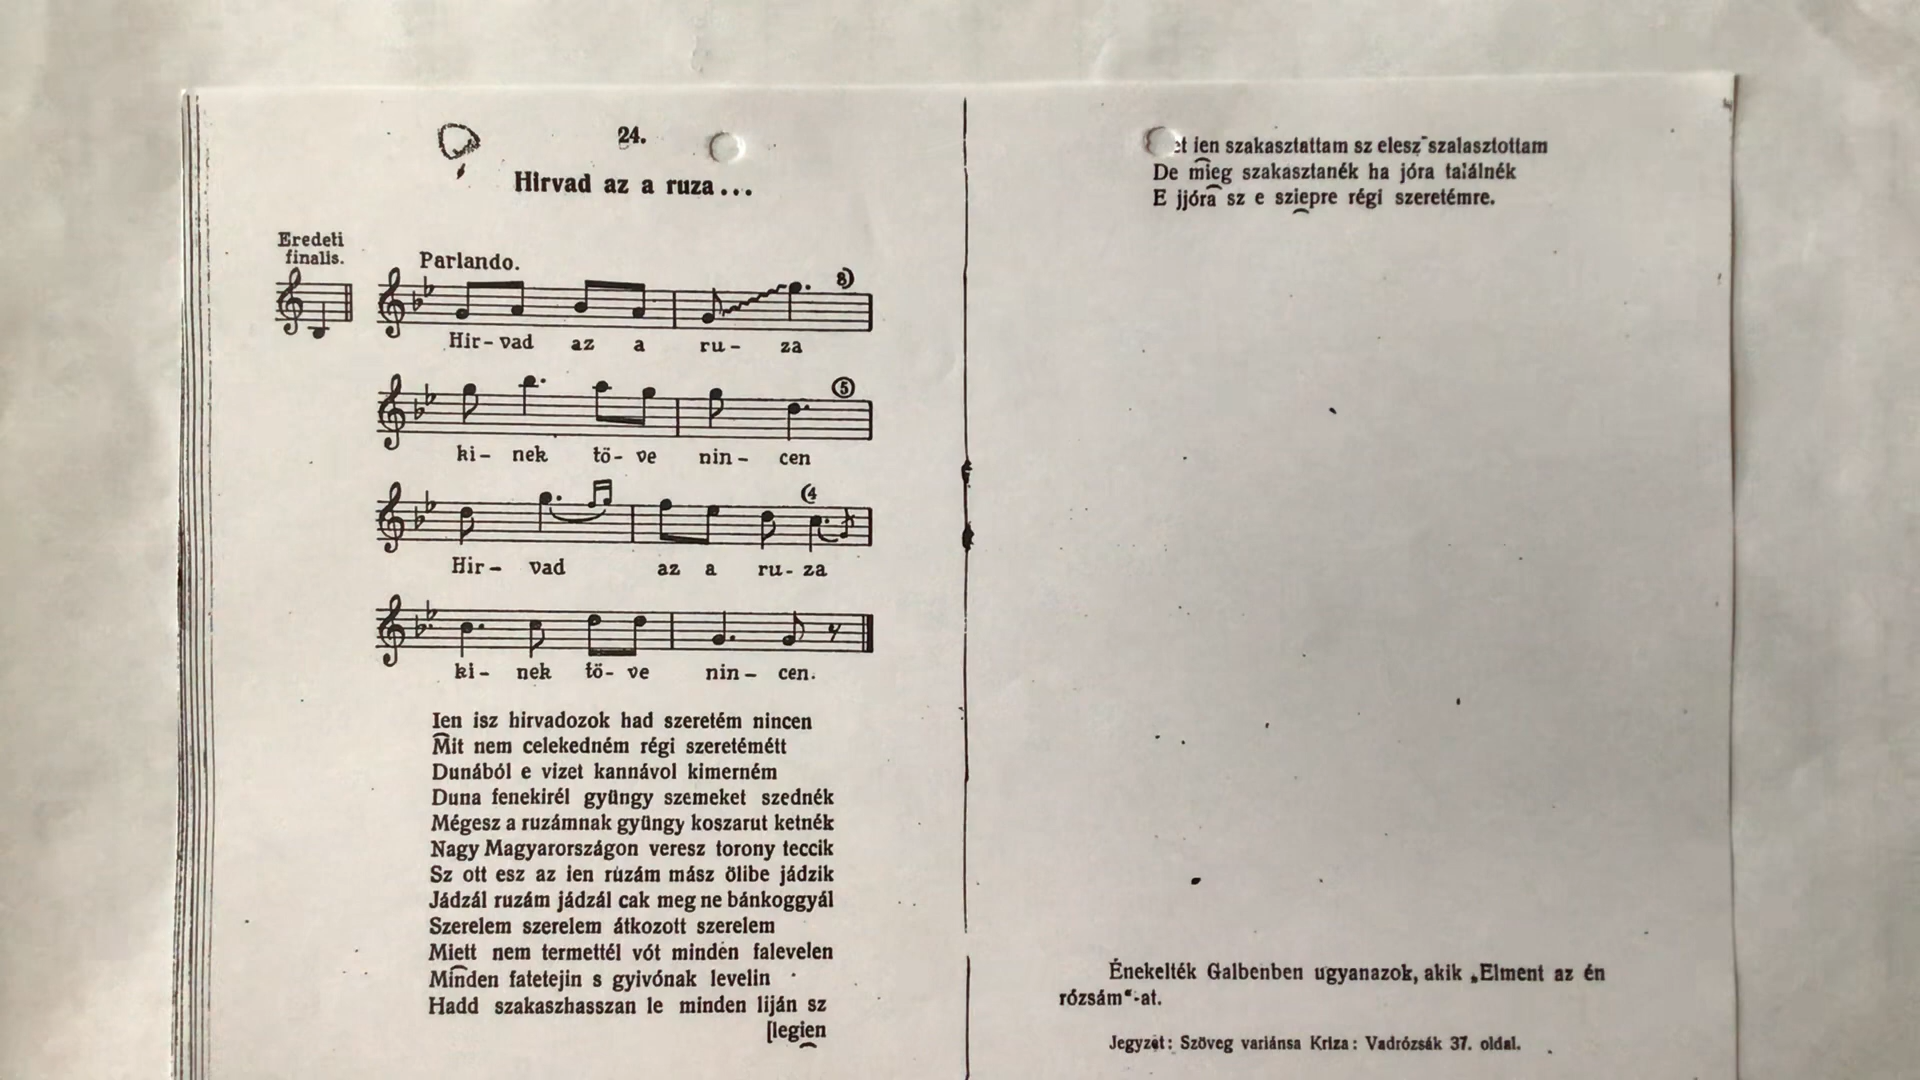 24.
Hirvad az a ruza...
Eredeti
finalis.
Parlando.
8)
Hir- vad az a ru- za
5
ki- nek tö- ve nin- cen
(4
Hir- vad az a ru- za
ki- nek tö- ve nin- cen.
Ien isz hirvadozok had szeretém nincen
Mit nem celekedném régi szeretémétt
Dunából e vizet kannávol kimerném
Duna fenekirél gyüngy szemeket szednék
Mégesz a ruzámnak gyüngy koszarut ketnék
Nagy Magyarországon veresz torony teccik
Sz ott esz az ien ruzám mász ölibe jádzik
Jádzál ruzám jádzál cak meg ne bánkoggyál
Szerelem szerelem átkozott szerelem
Miett nem termettél vót minden falevelen
Minden fatetejin s gyivónak levelin
Hadd szakaszhasszan le minden liján sz
[legien
ien szakasztattam sz elesz szalasztottam
De mieg szakasztanék ha jóra találnék
E jjóra sz e sziepre régi szeretémre.
Énekelték Galbenben ugyanazok, akik „Elment az én
rózsám“-at.
Jegyzet: Szöveg variánsa Kriza: Vadrózsák 37. oldal.